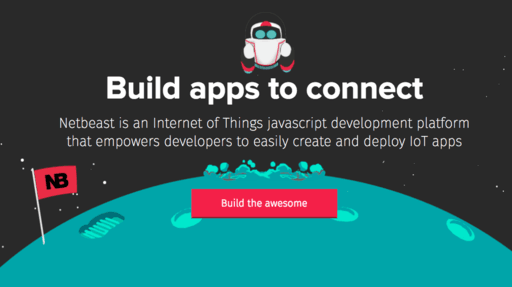 Build apps to connect
Netbeast is an Internet of Things javascript development platform
that empowers developers to easily create and deploy IoT apps
NB
Build the awesome